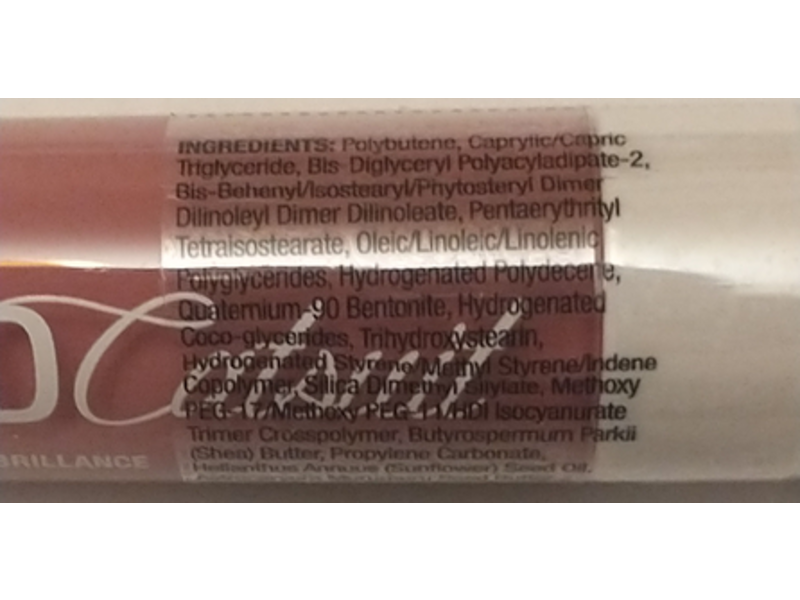 INGREDIENTS: Polybutene, Caprylic/Capric
Triglyceride, Bis-Diglyceryl Polyacyladipate-2,
Bis-Behenyl/Isostearyl/Phytosteryl Dimer
Dilinoleyl Dimer Dilinoleate, Pentaerythrityl
Tetraisostearate, Oleic/Linoleic/Linolenic
Polyglycerides, Hydrogenated Polydecene,
Quaternium-90 Bentonite, Hydrogenated
Coco-glycerides, Trihydroxystearin,
Hydrogenated Styrene/Methyl Styrene/Indene
Copolymer, Silica Dimethyl Silylate, Methoxy
PEG-17/Methoxy PEG-11/HDI Isocyanurate
Trimer Crosspolymer, Butyrospermum Parkii
(Shea) Butter, Propylene Carbonate,
Helianthus Annuus (Sunflower) Seed Oil,
Catsuit
BRILLANCE